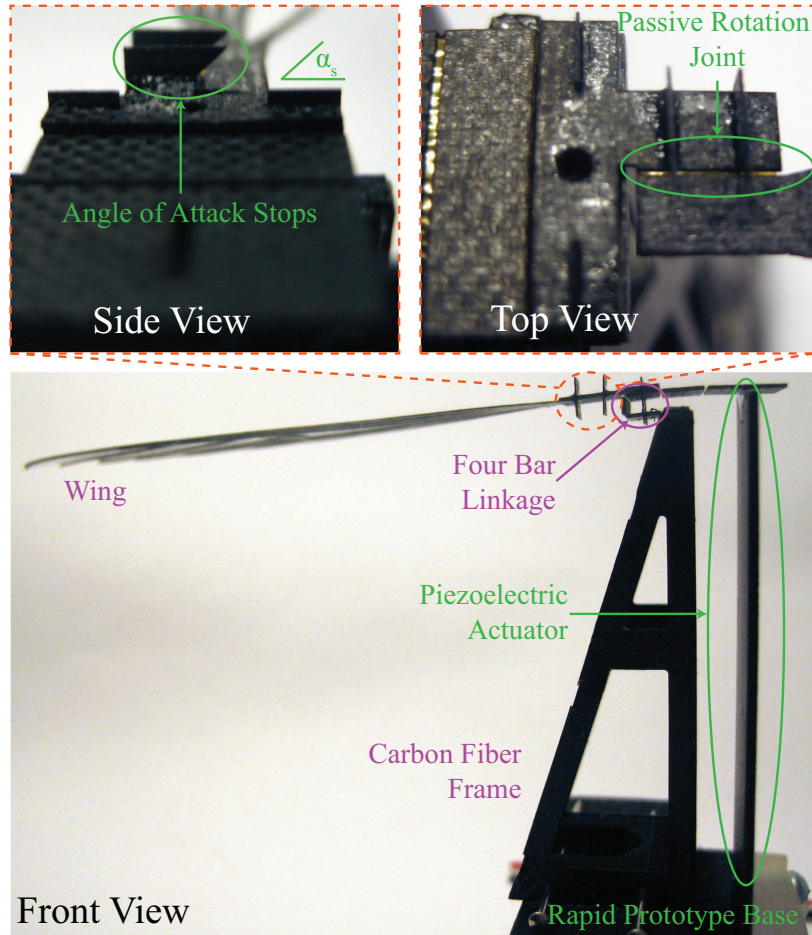 Passive Rotation
Joint
αs
Angle of Attack Stops
Side View
Top View
Four Bar
Linkage
Wing
Piezoelectric
Actuator
Carbon Fiber
Frame
Front View
Rapid Prototype Base